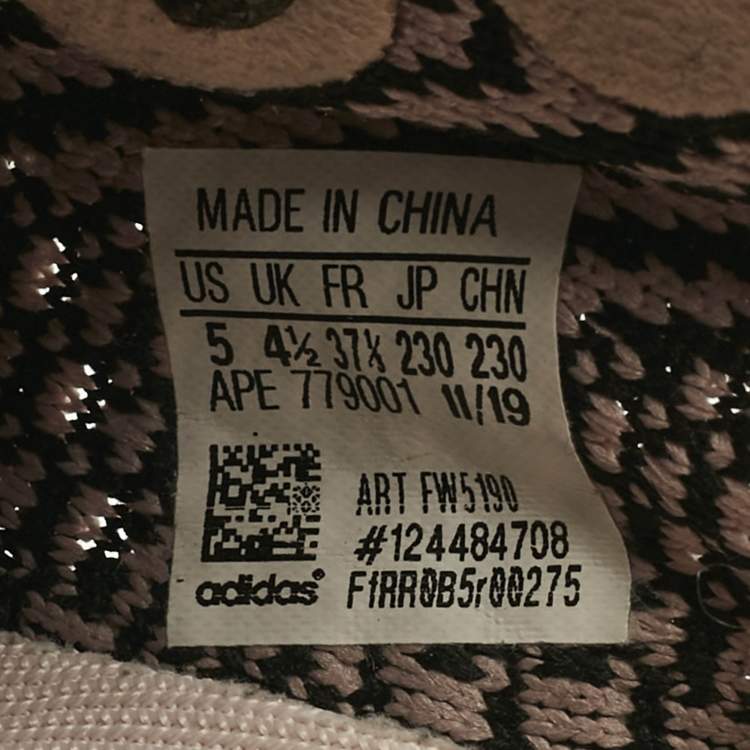 MADE IN CHINA
US UK FR JP CHN
5 4½ 37⅓ 230 230
APE 779001 11/19
ART FW5190
#124484708
adidas® F1RR0B5r00275